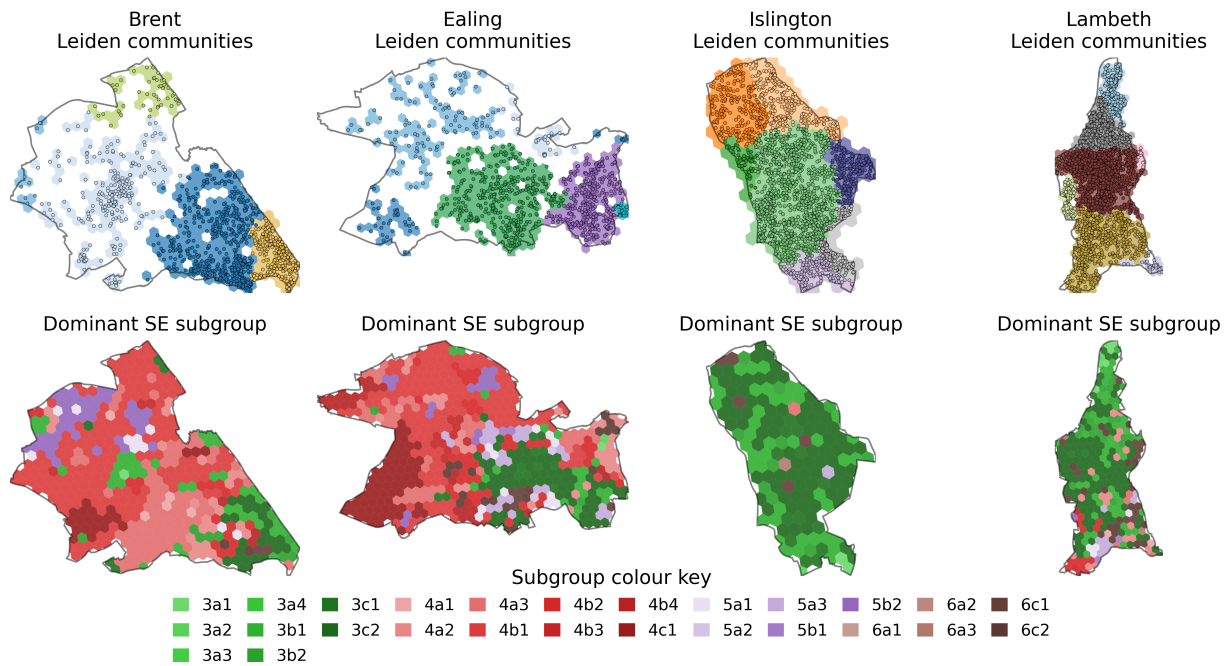 Brent
Leiden communities
Ealing
Leiden communities
Islington
Leiden communities
Lambeth
Leiden communities
Dominant SE subgroup
Dominant SE subgroup
Dominant SE subgroup
Dominant SE subgroup
Subgroup colour key
3a1 3a4 3c1 4a1 4a3 4b2 4b4 5a1 5a3 5b2 6a2 6c1
3a2 3b1 3c2 4a2 4b1 4b3 4c1 5a2 5b1 6a1 6a3 6c2
3a3 3b2